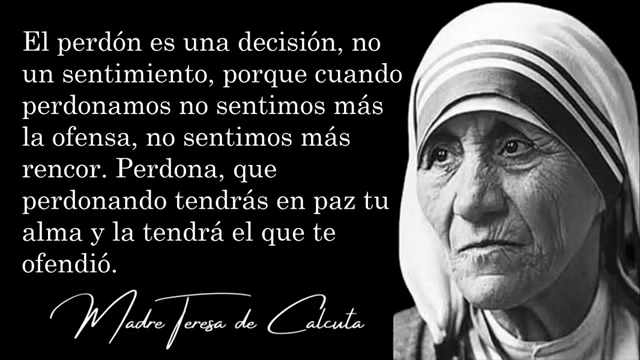 El perdón es una decisión, no
un sentimiento, porque cuando
perdonamos no sentimos más
la ofensa, no sentimos más
rencor. Perdona, que
perdonando tendrás en paz tu
alma y la tendrá el que te
ofendió.
Madre Teresa de Calcuta